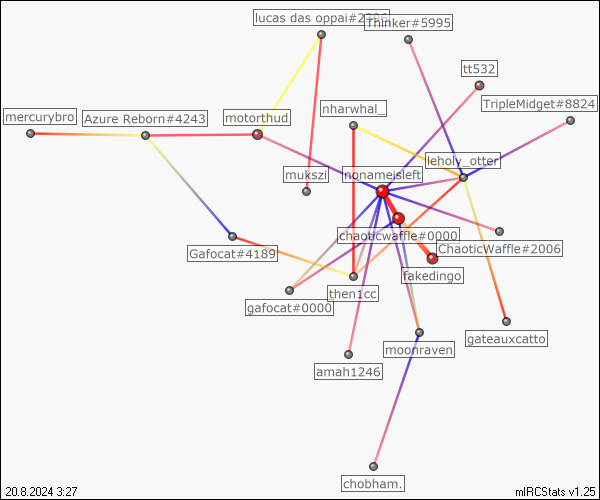 lucas das oppai#2
Thinker#5995
tt532
TripleMidget#8824
nharwhal_
mercurybro
Azure Reborn#4243
motorthud
leholy_otter
mukszi
nonameisleft
chaoticwaffle#0000
ChaoticWaffle#2006
Gafocat#4189
fakedingo
gafocat#0000
then1cc
gateauxcatto
moonraven
amah1246
chobham.
20.8.2024 3:27
mIRCStats v1.25